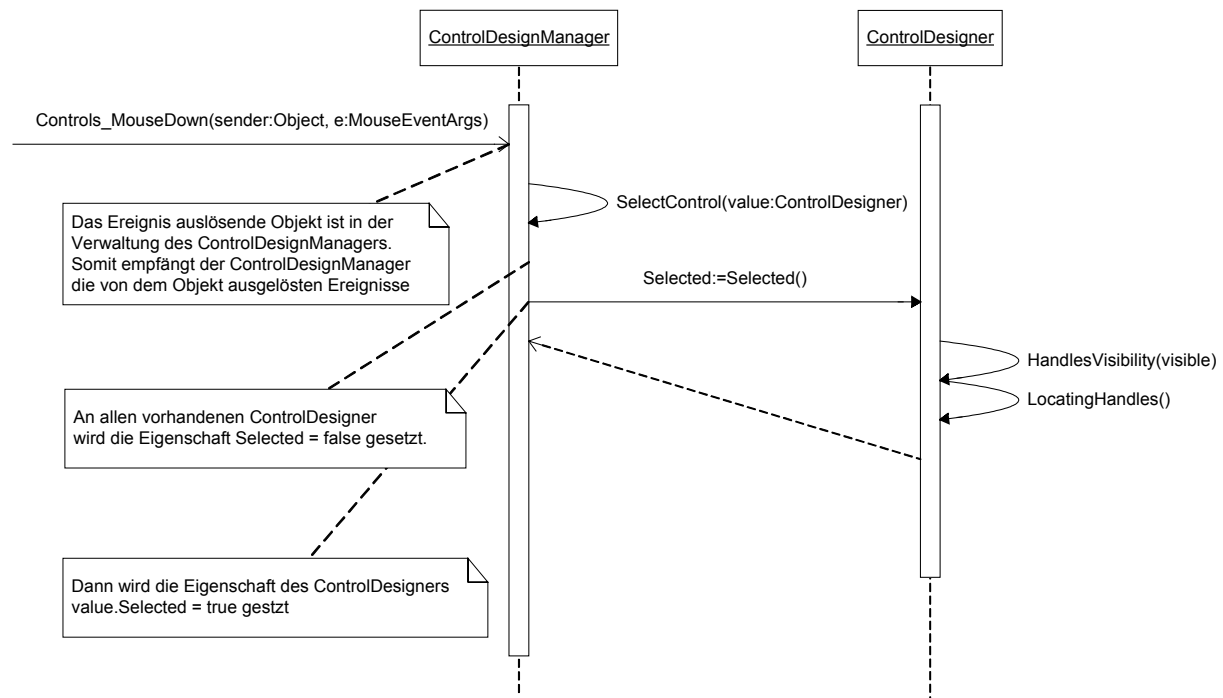 ControlDesignManager
ControlDesigner
Controls_MouseDown(sender:Object, e:MouseEventArgs)
SelectControl(value:ControlDesigner)
Das Ereignis auslösende Objekt ist in der
Verwaltung des ControlDesignManagers.
Somit empfängt der ControlDesignManager
die von dem Objekt ausgelösten Ereignisse
Selected:=Selected()
HandlesVisibility(visible)
LocatingHandles()
An allen vorhandenen ControlDesigner
wird die Eigenschaft Selected = false gesetzt.
Dann wird die Eigenschaft des ControlDesigners
value.Selected = true gestzt